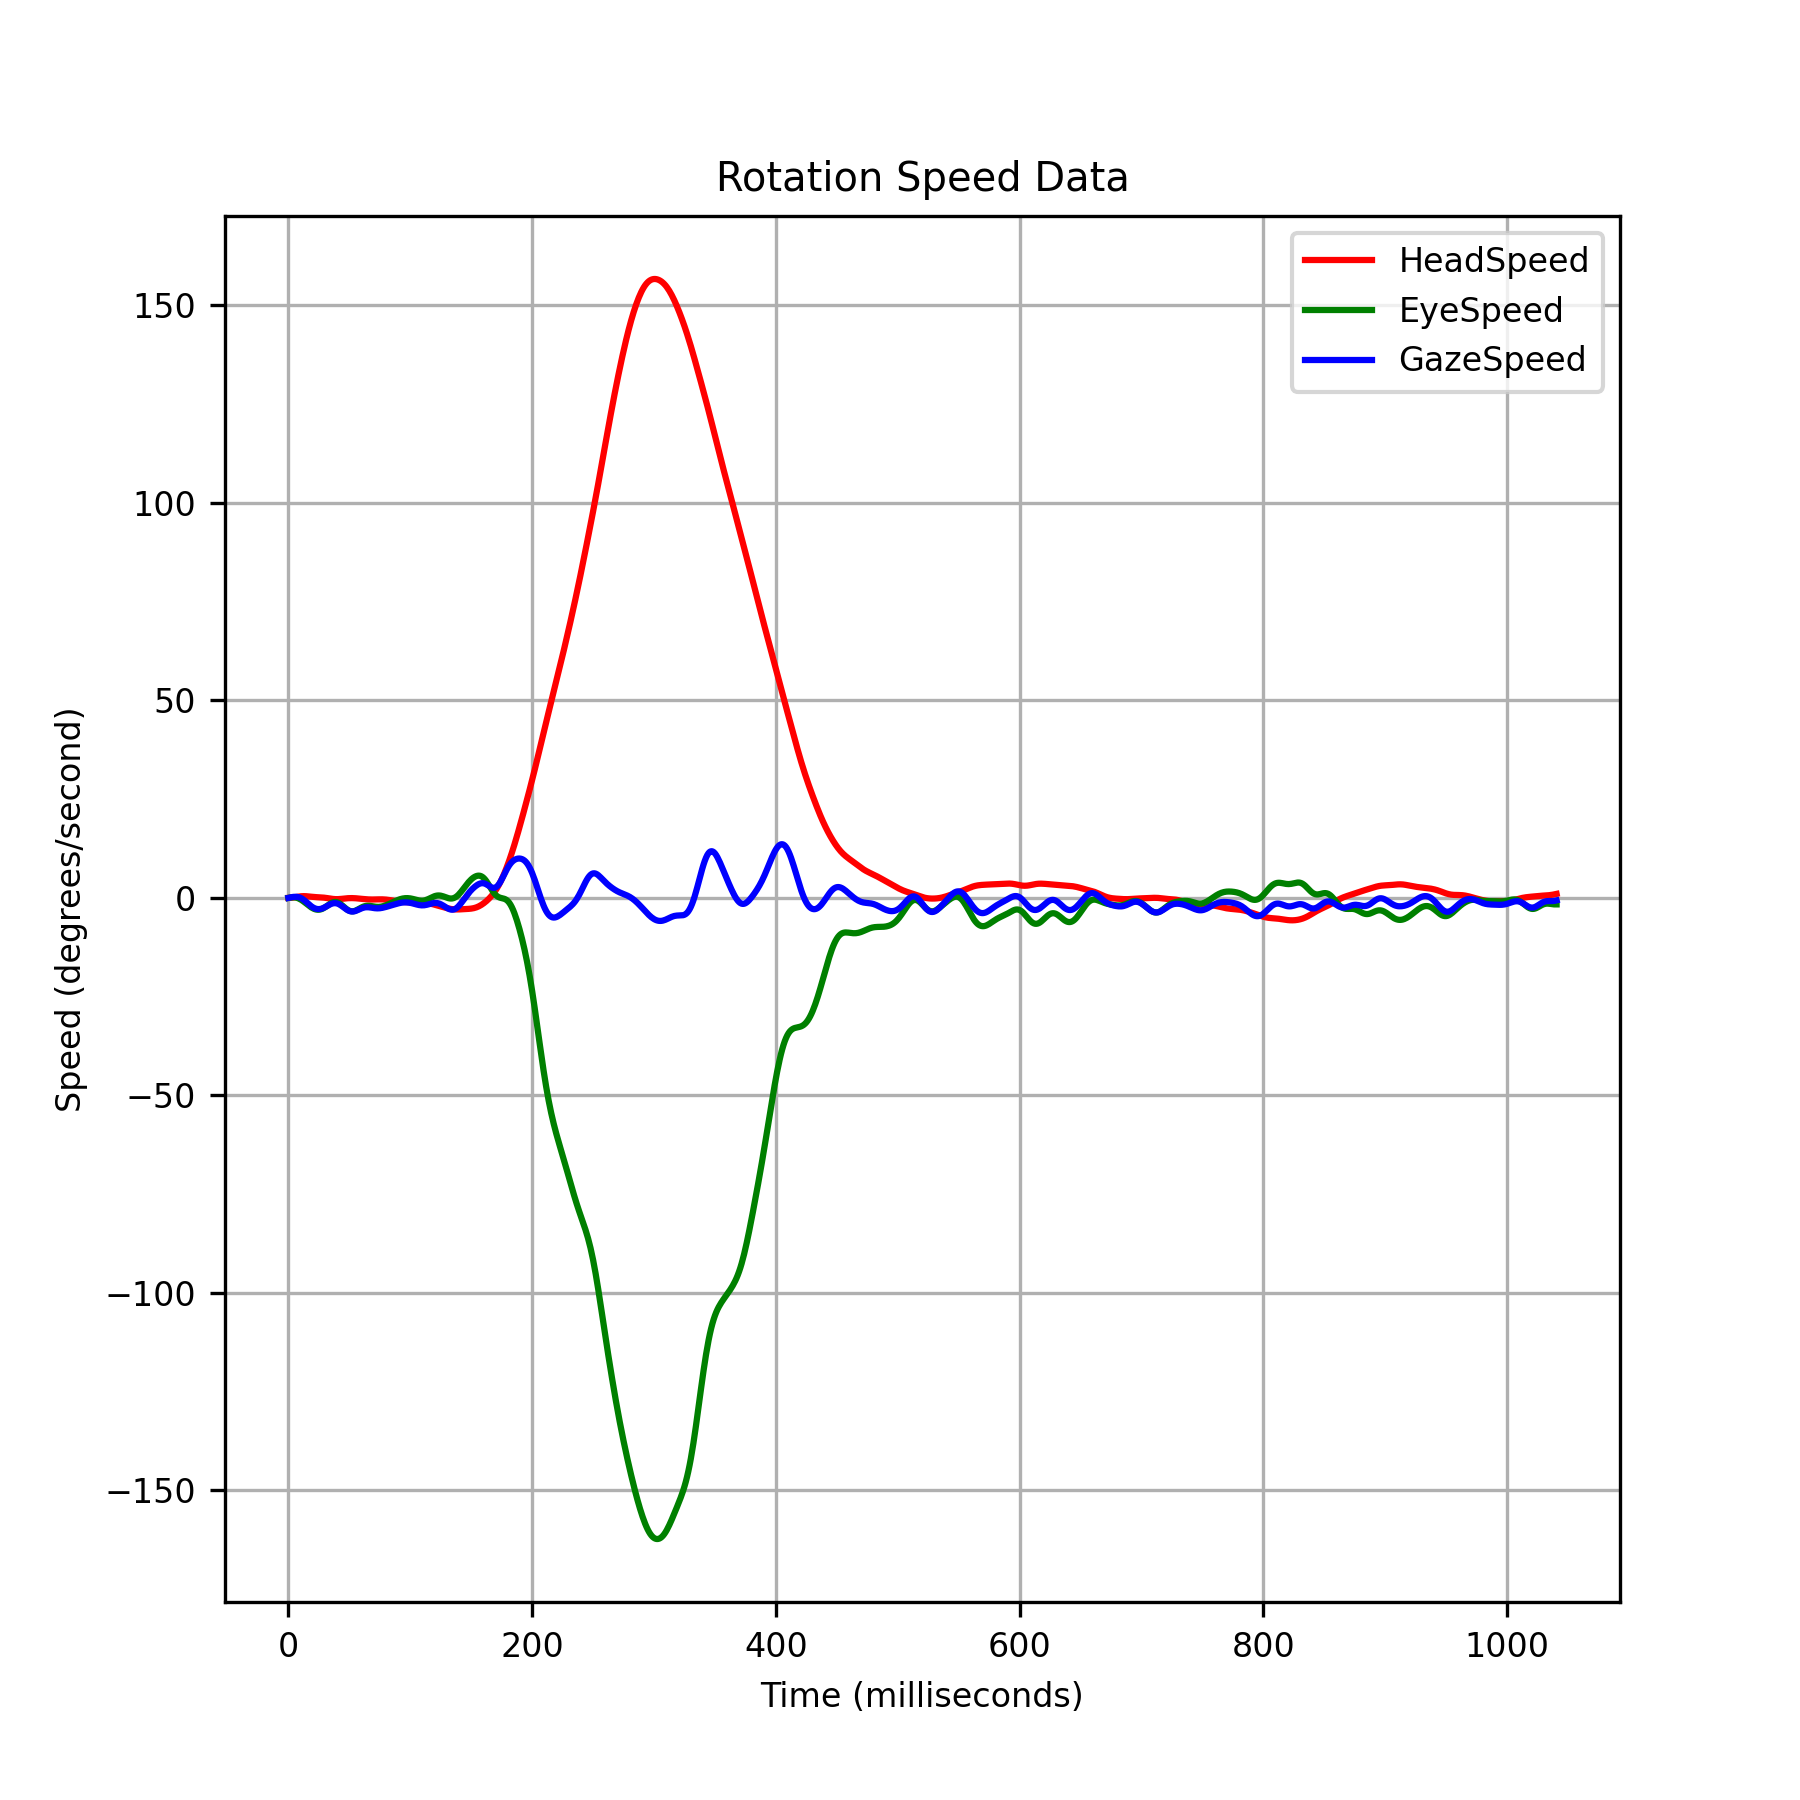 Rotation Speed Data
HeadSpeed
EyeSpeed
GazeSpeed
150
100
50
0
−50
−100
−150
Speed (degrees/second)
0 200 400 600 800 1000
Time (milliseconds)